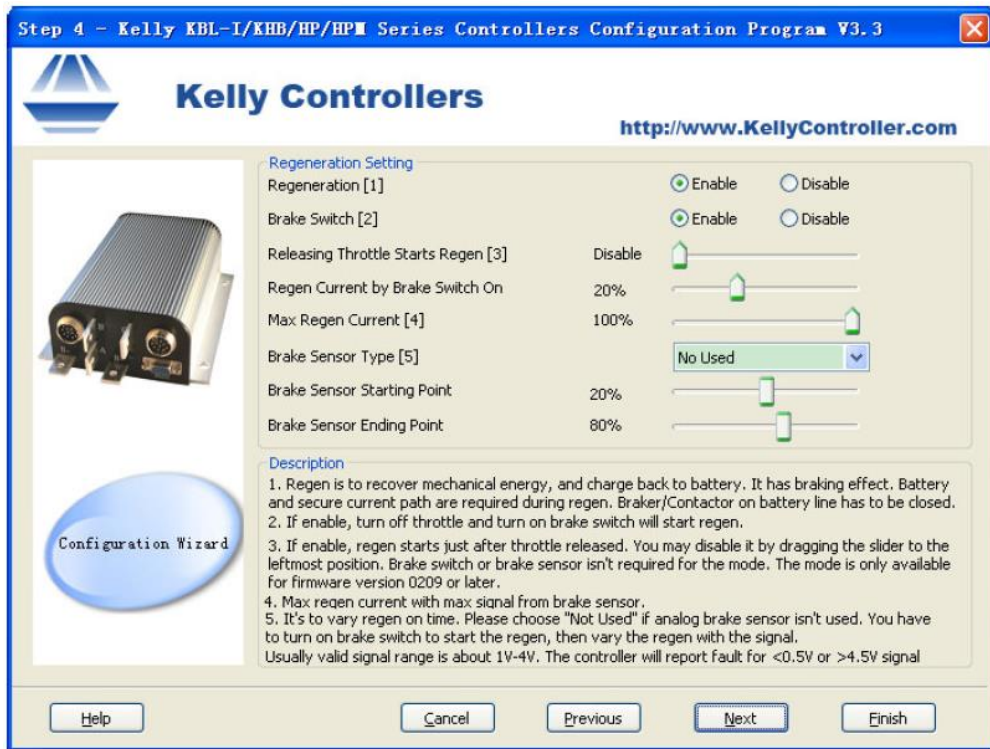 Step 4 - Kelly KBL-I/KHB/HP/HPM Series Controllers Configuration Program V3.3
Kelly Controllers
http://www.KellyController.com
Regeneration Setting
Regeneration [1] Enable Disable
Brake Switch [2] Enable Disable
Releasing Throttle Starts Regen [3] Disable
Regen Current by Brake Switch On 20%
Max Regen Current [4] 100%
Brake Sensor Type [5] No Used
Brake Sensor Starting Point 20%
Brake Sensor Ending Point 80%
Configuration Wizard
Description
1. Regen is to recover mechanical energy, and charge back to battery. It has braking effect. Battery
and secure current path are required during regen. Braker/Contactor on battery line has to be closed.
2. If enable, turn off throttle and turn on brake switch will start regen.
3. If enable, regen starts just after throttle released. You may disable it by dragging the slider to the
leftmost position. Brake switch or brake sensor isn't required for the mode. The mode is only available
for firmware version 0209 or later.
4. Max regen current with max signal from brake sensor.
5. It's to vary regen on time. Please choose "Not Used" if analog brake sensor isn't used. You have
to turn on brake switch to start the regen, then vary the regen with the signal.
Usually valid signal range is about 1V-4V. The controller will report fault for <0.5V or >4.5V signal
Help Cancel Previous Next Finish